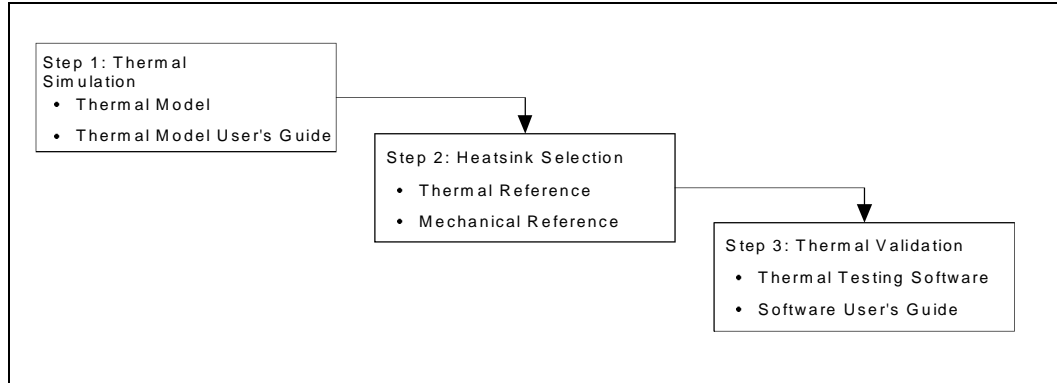 Step 1: Thermal
Simulation
• Thermal Model
• Thermal Model User's Guide
Step 2: Heatsink Selection
• Thermal Reference
• Mechanical Reference
Step 3: Thermal Validation
• Thermal Testing Software
• Software User's Guide